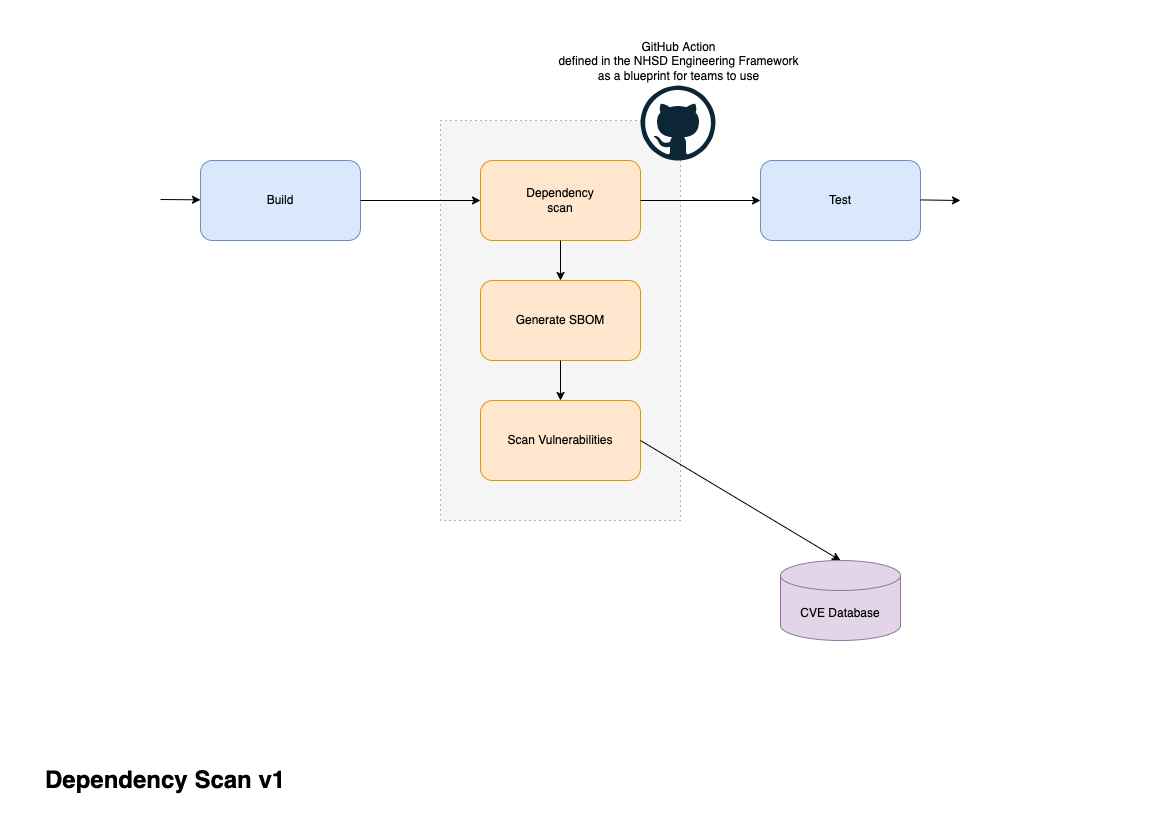 GitHub Action
defined in the NHSD Engineering Framework
as a blueprint for teams to use
Build
Dependency
scan
Test
Generate SBOM
Scan Vulnerabilities
CVE Database
Dependency Scan v1